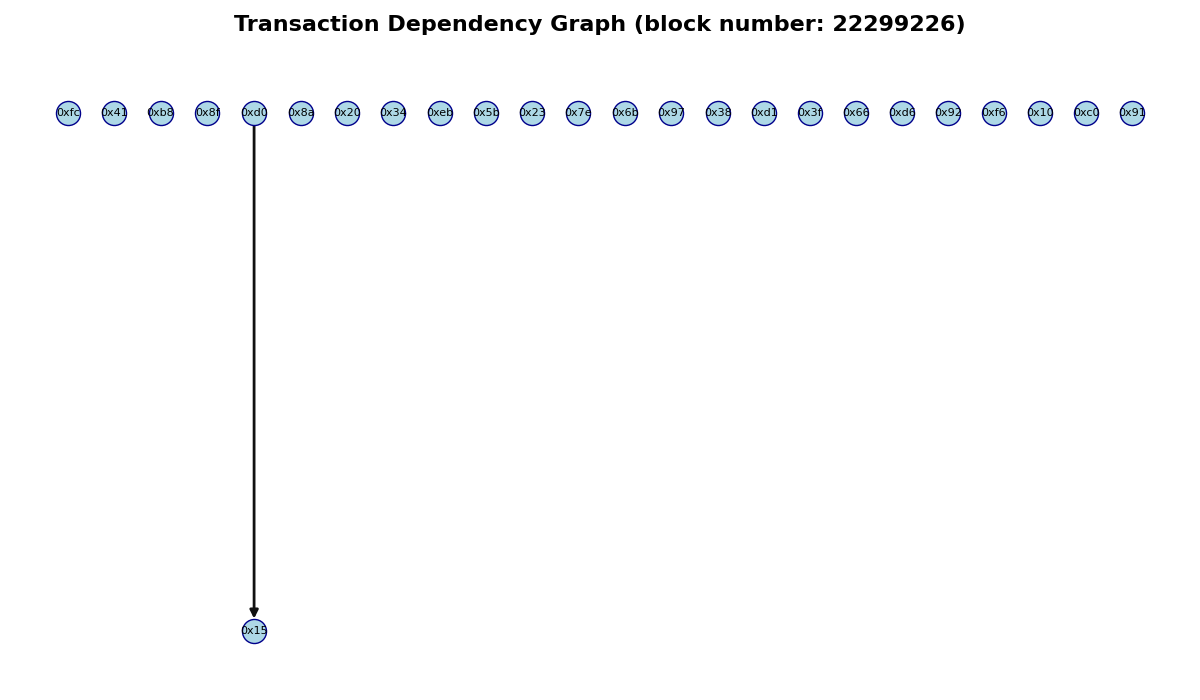 Transaction Dependency Graph (block number: 22299226)
0xfc 0x41 0xb8 0x8f 0xd0 0x8a 0x20 0x34 0xeb 0x5b 0x23 0x7e 0x6b 0x97 0x38 0xd1 0x3f 0x66 0xd6 0x92 0xf6 0x10 0xc0 0x91
0x15